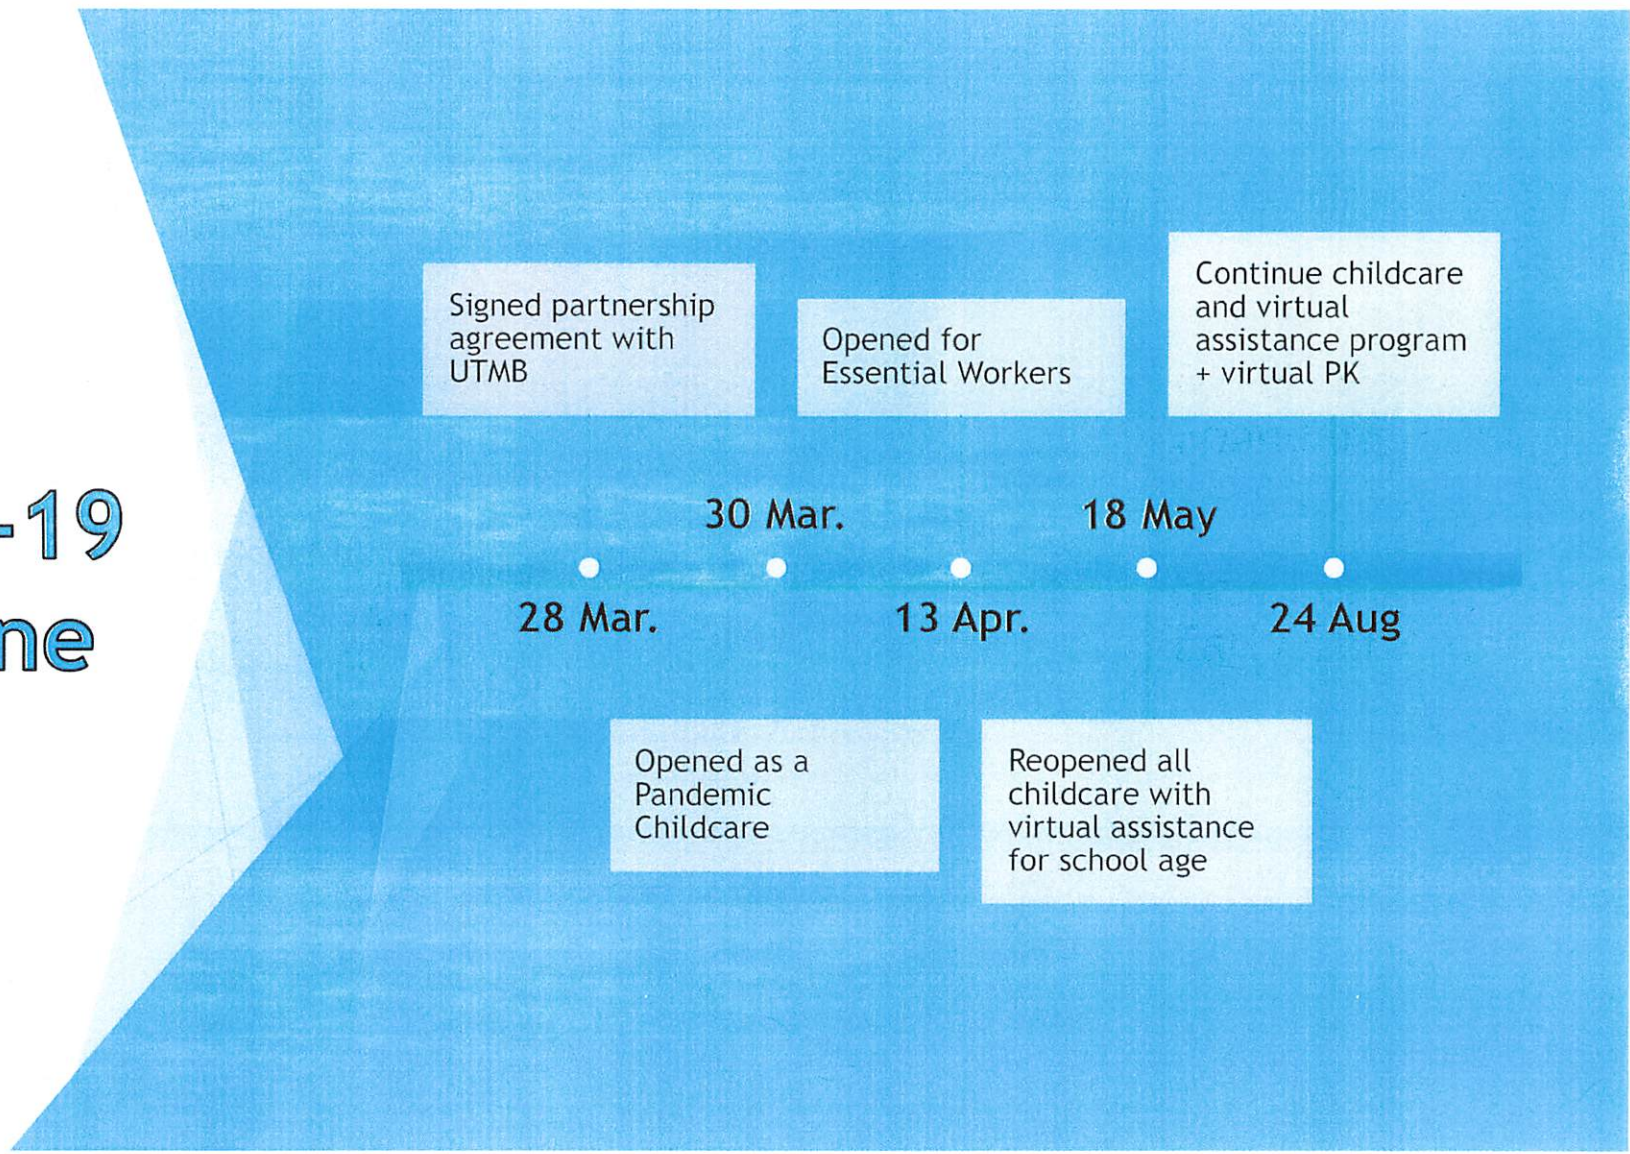 -19
ne
Signed partnership
agreement with
UTMB
Opened for
Essential Workers
Continue childcare
and virtual
assistance program
+ virtual PK
30 Mar.
18 May
28 Mar.
13 Apr.
24 Aug
Opened as a
Pandemic
Childcare
Reopened all
childcare with
virtual assistance
for school age